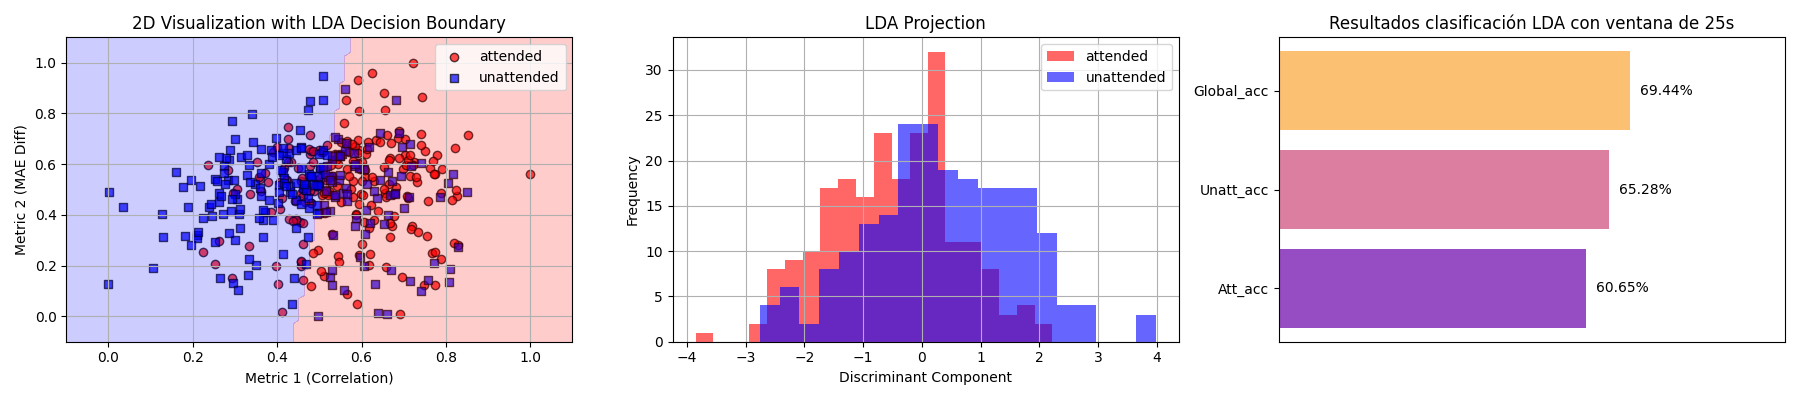 2D Visualization with LDA Decision Boundary
attended
unattended
Metric 2 (MAE Diff)
1.0
0.8
0.6
0.4
0.2
0.0
0.0 0.2 0.4 0.6 0.8 1.0
Metric 1 (Correlation)
LDA Projection
attended
unattended
Frequency
30
25
20
15
10
5
0
−4 −3 −2 −1 0 1 2 3 4
Discriminant Component
Resultados clasificación LDA con ventana de 25s
Global_acc 69.44%
Unatt_acc 65.28%
Att_acc 60.65%